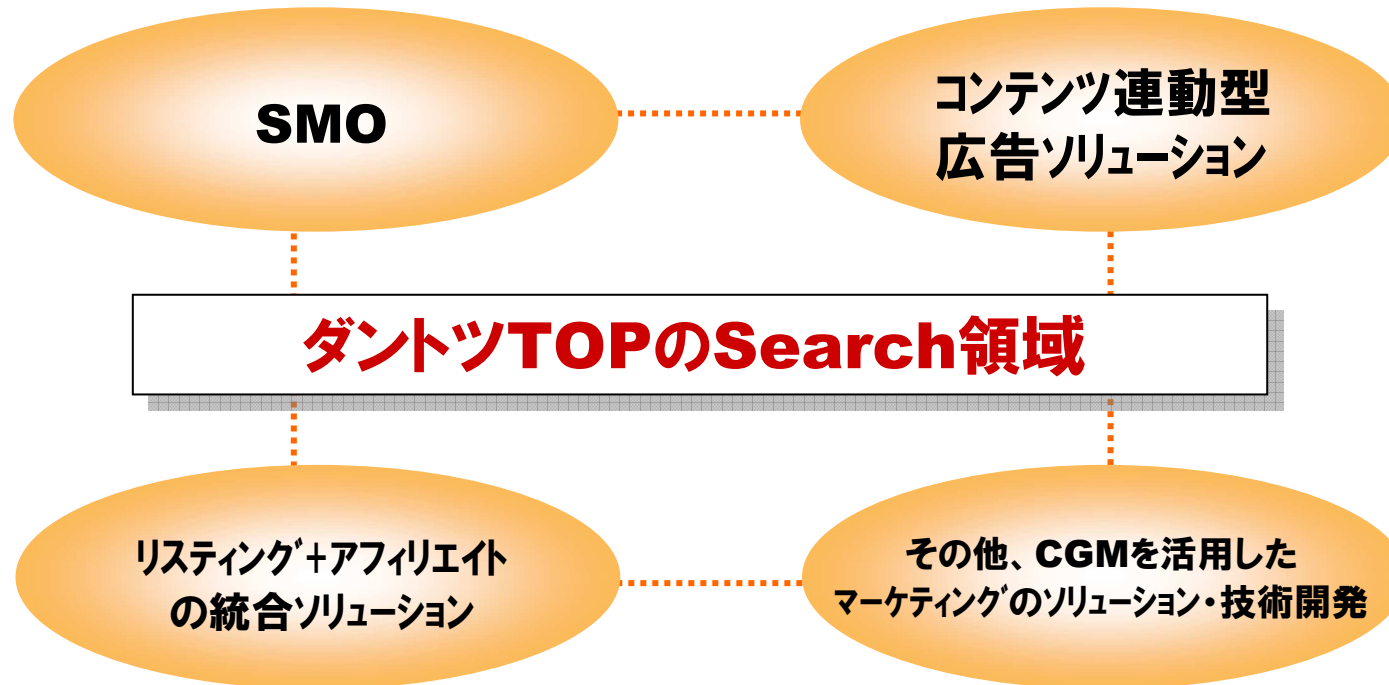 SMO
コンテンツ連動型
広告ソリューション
ダントツTOPのSearch領域
リスティング+アフィリエイト
の統合ソリューション
その他、CGMを活用した
マーケティングのソリューション・技術開発